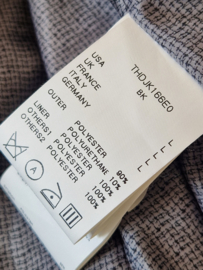 THDJK166E0
BK
USA L
UK L
FRANCE L
ITALY L
GERMANY L
OUTER POLYESTER 90%
POLYURETHANE 10%
LINER POLYESTER 100%
OTHERS1 POLYESTER 100%
OTHERS2 POLYESTER 100%
A